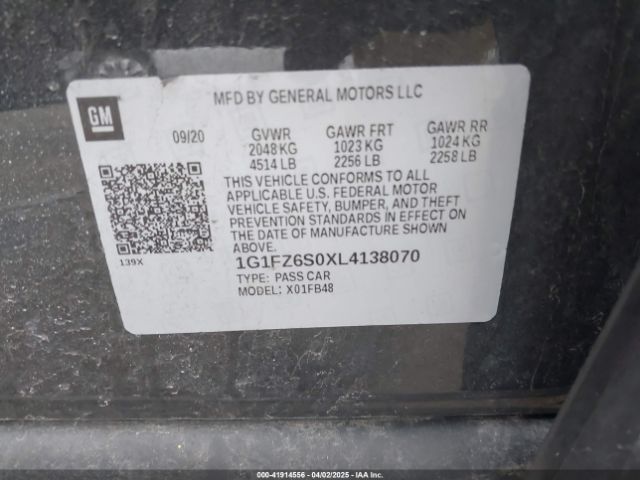 GM
MFD BY GENERAL MOTORS LLC
09/20 GVWR GAWR FRT GAWR RR
2048 KG 1023 KG 1024 KG
4514 LB 2256 LB 2258 LB
THIS VEHICLE CONFORMS TO ALL
APPLICABLE U.S. FEDERAL MOTOR
VEHICLE SAFETY, BUMPER, AND THEFT
PREVENTION STANDARDS IN EFFECT ON
THE DATE OF MANUFACTURE SHOWN
ABOVE.
139X
1G1FZ6S0XL4138070
TYPE: PASS CAR
MODEL: X01FB48
000-41914556 04/02/2025 - IAAI.com